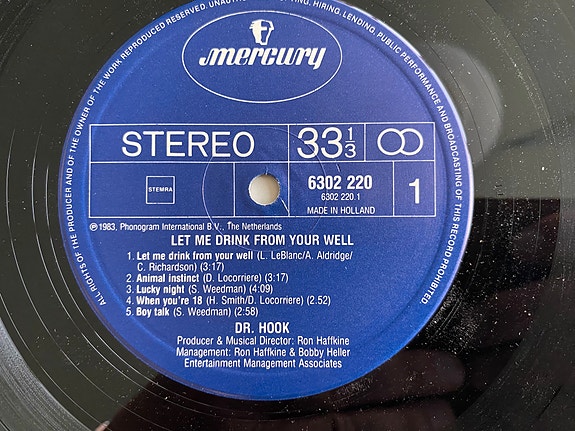 ALL RIGHTS OF THE PRODUCER AND OF THE OWNER OF THE WORK REPRODUCED RESERVED. UNAUTHORISED HIRING, LENDING, PUBLIC PERFORMANCE AND BROADCASTING OF THIS RECORD PROHIBITED
mercury
STEREO 33 1/3
STEMRA
6302 220
6302 220.1
MADE IN HOLLAND
1
℗1983, Phonogram International B.V., The Netherlands
LET ME DRINK FROM YOUR WELL
1. Let me drink from your well (L. LeBlanc/A. Aldridge/
C. Richardson) (3:17)
2. Animal instinct (D. Locorriere) (3:17)
3. Lucky night (S. Weedman) (4:09)
4. When you're 18 (H. Smith/D. Locorriere) (2.52)
5. Boy talk (S. Weedman) (2:58)
DR. HOOK
Producer & Musical Director: Ron Haffkine
Management: Ron Haffkine & Bobby Heller
Entertainment Management Associates